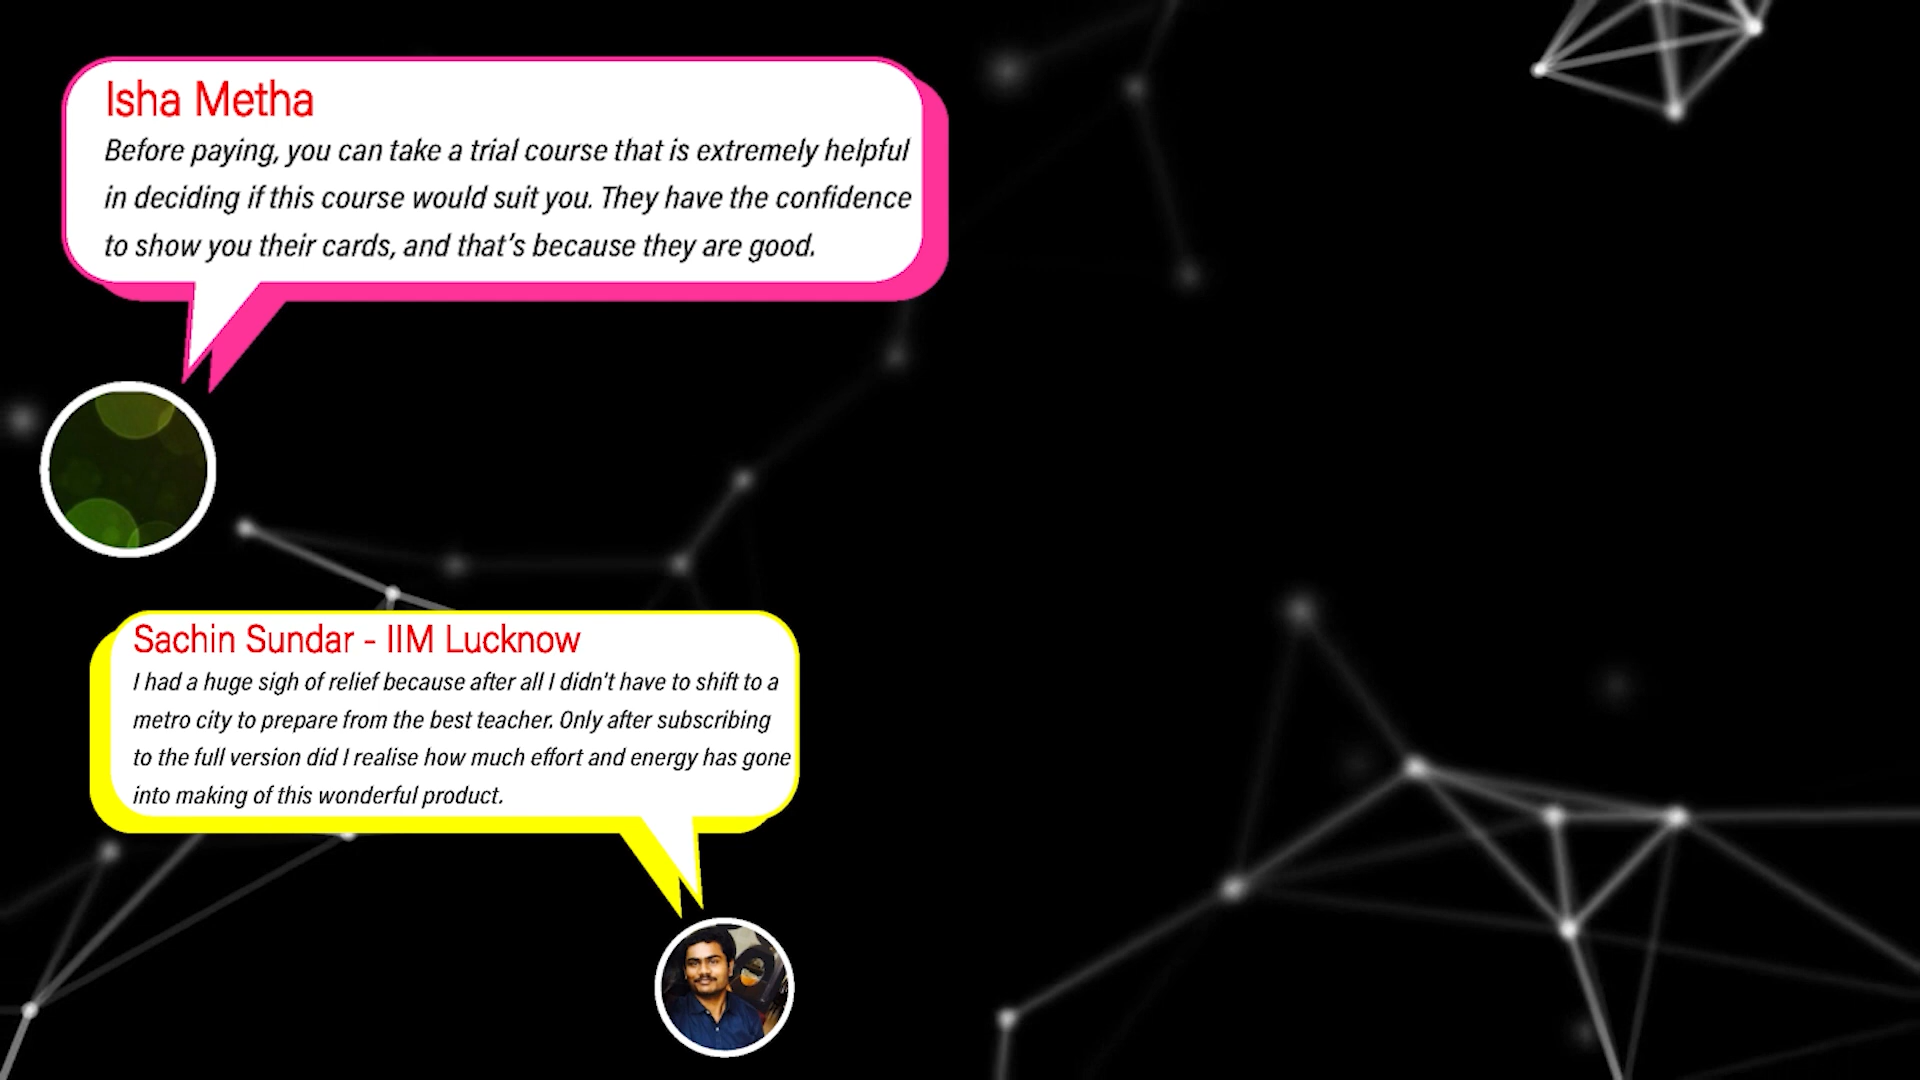 Isha Metha
Before paying, you can take a trial course that is extremely helpful
in deciding if this course would suit you. They have the confidence
to show you their cards, and that's because they are good.
Sachin Sundar - IIM Lucknow
I had a huge sigh of relief because after all I didn't have to shift to a
metro city to prepare from the best teacher. Only after subscribing
to the full version did I realise how much effort and energy has gone
into making of this wonderful product.